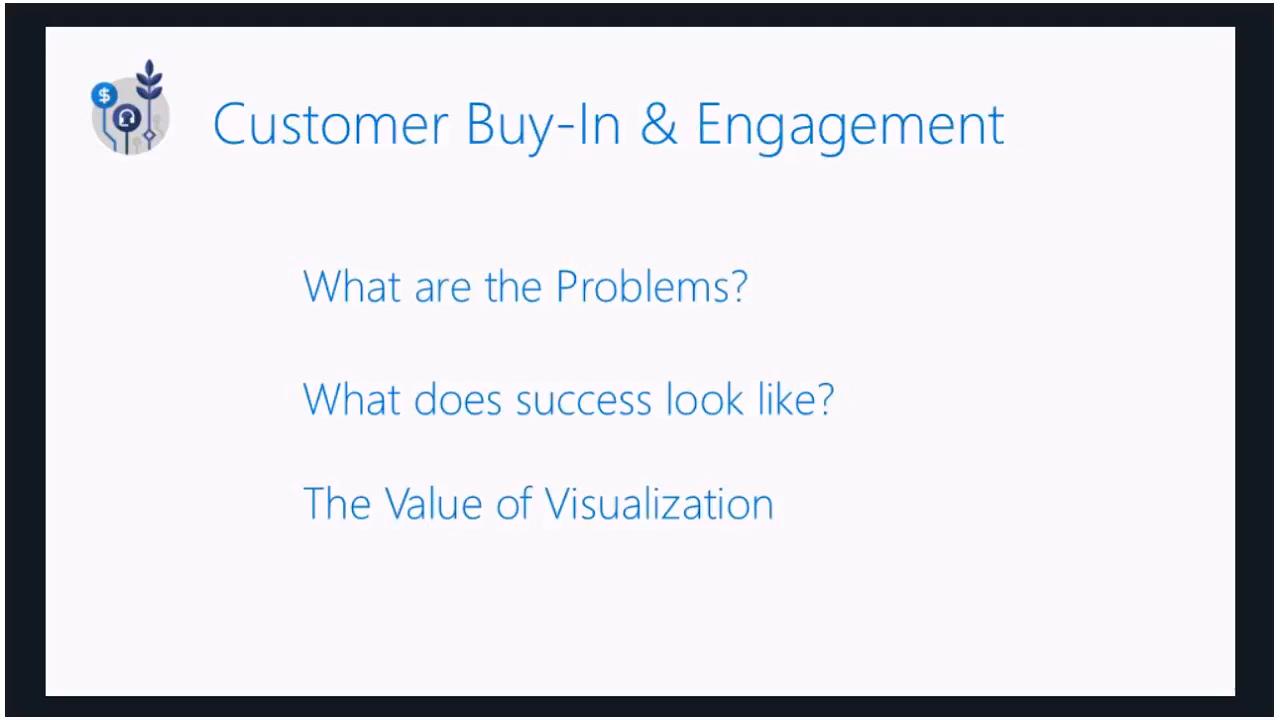 $
Customer Buy-In & Engagement
What are the Problems?
What does success look like?
The Value of Visualization